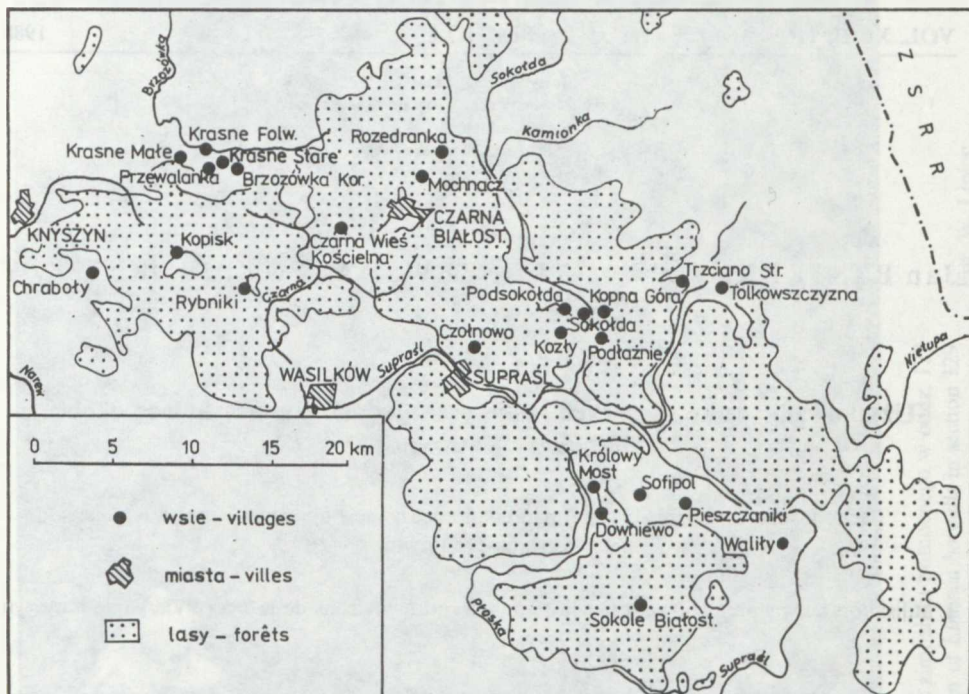 VOL.
Brzozówka
Sokołda
Z S R R
Kamionka
Krasne Folw.
Rozedranka
Krasne Małe
Krasne Stare
Przewalanka
Brzozówka Kor.
Mochnacz
KNYSZYN
CZARNA
BIAŁOST.
Kopisk
Czarna Wieś
Kościelna
Chraboły
Rybniki
Czarna
Trzciano Str.
Podsokołda
Kopna Góra
Tolkowszczyzna
Sokołda
Czołnowo
Kozły
Podłaźnie
Nietupa
Narew
WASILKÓW
Supraśl
SUPRAŚL
0 5 10 15 20 km
Królowy
Most
Sofipol
Pieszczaniki
Downiewo
Waliły
wsie – villages
miasta – villes
Płoska
Sokole Białost.
lasy – forêts
Supraśl